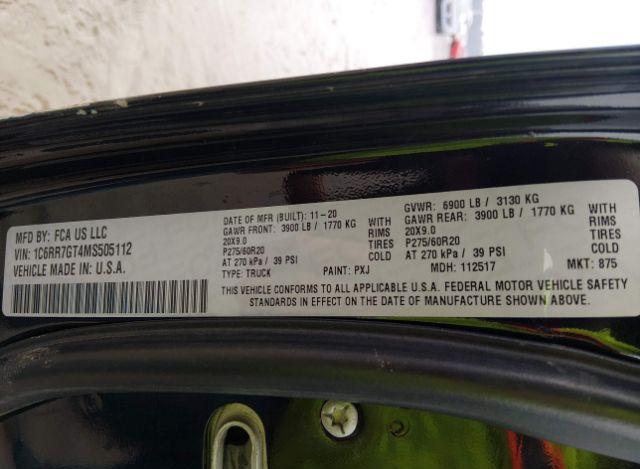 MFD BY: FCA US LLC
VIN: 1C6RR7GT4MS505112
VEHICLE MADE IN: U.S.A.
DATE OF MFR (BUILT): 11-20
GAWR FRONT: 3900 LB / 1770 KG WITH
20X9.0 RIMS
P275/60R20 TIRES
AT 270 kPa / 39 PSI COLD
TYPE: TRUCK PAINT: PXJ
GVWR: 6900 LB / 3130 KG
GAWR REAR: 3900 LB / 1770 KG WITH
20X9.0 RIMS
P275/60R20 TIRES
AT 270 kPa / 39 PSI COLD
MDH: 112517 MKT: 875
THIS VEHICLE CONFORMS TO ALL APPLICABLE U.S.A. FEDERAL MOTOR VEHICLE SAFETY
STANDARDS IN EFFECT ON THE DATE OF MANUFACTURE SHOWN ABOVE.